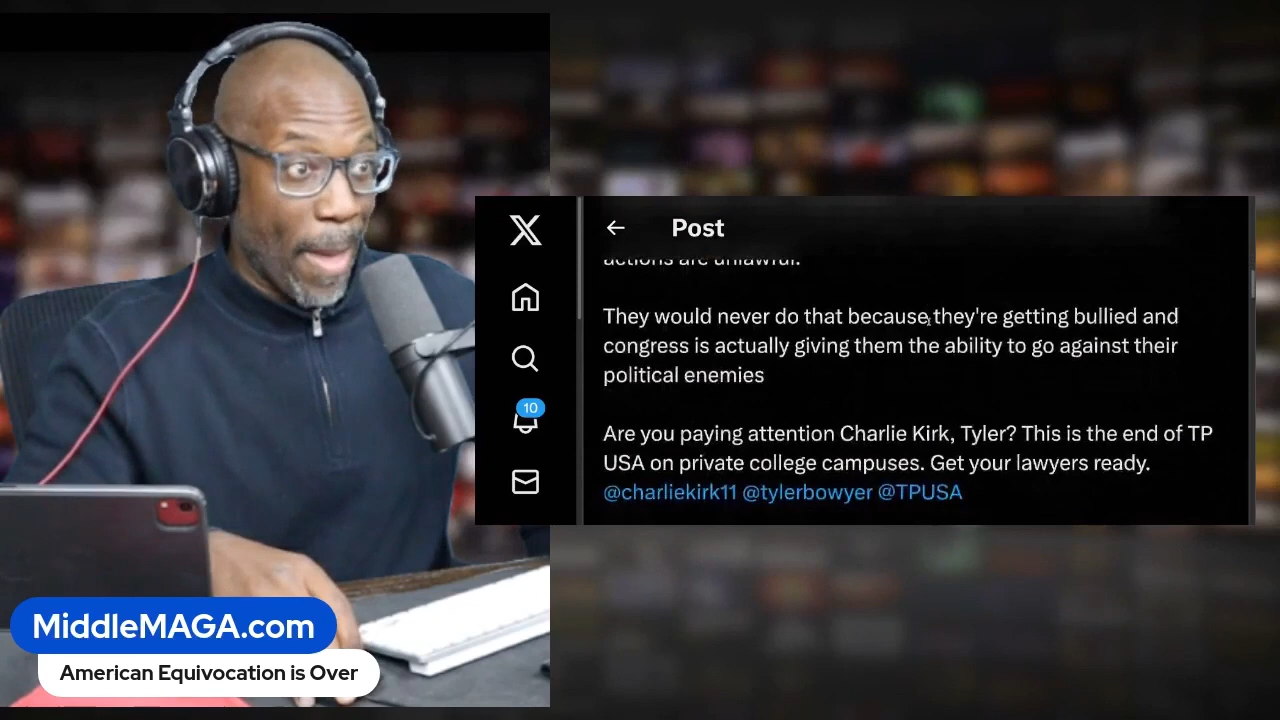 Post
actions are unlawful.
They would never do that because they're getting bullied and
congress is actually giving them the ability to go against their
political enemies
Are you paying attention Charlie Kirk, Tyler? This is the end of TP
USA on private college campuses. Get your lawyers ready.
@charliekirk11 @tylerbowyer @TPUSA
10
MiddleMAGA.com
American Equivocation is Over